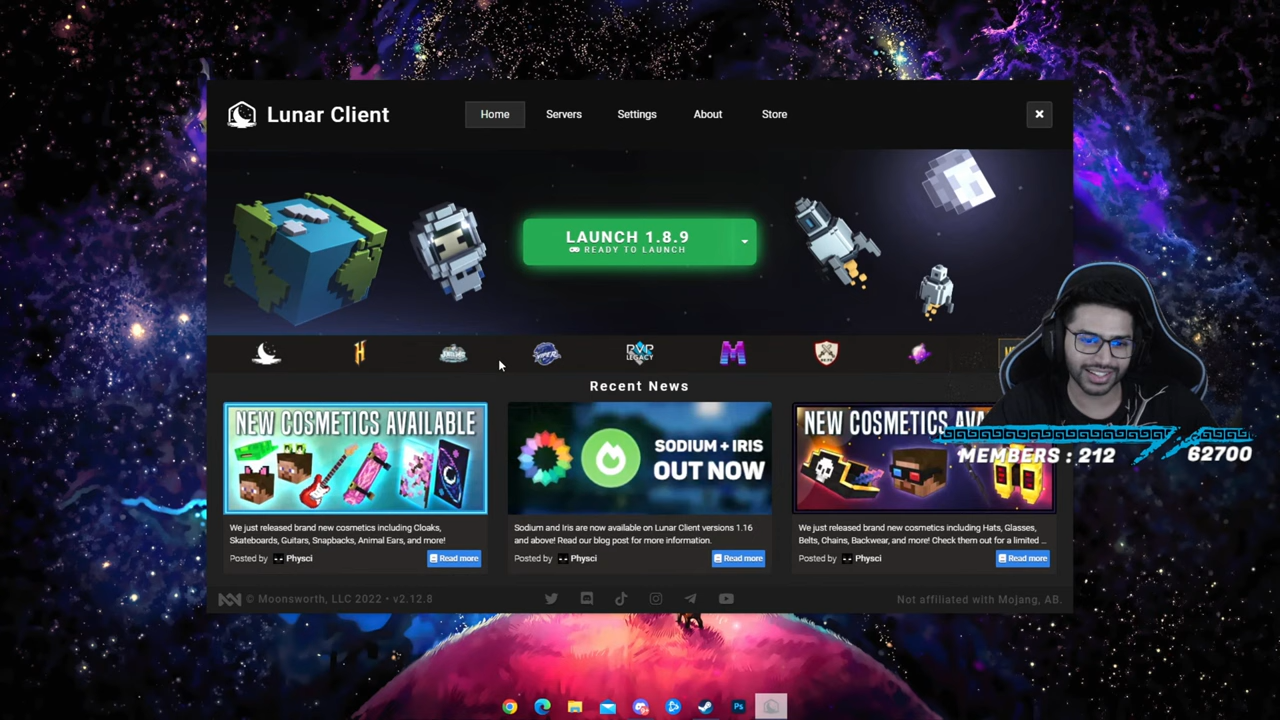 Lunar Client
Home
Servers
Settings
About
Store
LAUNCH 1.8.9
READY TO LAUNCH
PVP
LEGACY
Recent News
NEW COSMETICS AVAILABLE
SODIUM + IRIS
OUT NOW
NEW COSMETICS AVA
We just released brand new cosmetics including Cloaks,
Skateboards, Guitars, Snapbacks, Animal Ears, and more!
Posted by Physci
Read more
Sodium and Iris are now available on Lunar Client versions 1.16
and above! Read our blog post for more information.
Posted by Physci
Read more
We just released brand new cosmetics including Hats, Glasses,
Belts, Chains, Backwear, and more! Check them out for a limited ...
Posted by Physci
Read more
MEMBERS : 212
62700
© Moonsworth, LLC 2022 • v2.12.8
Not affiliated with Mojang, AB.
Ps